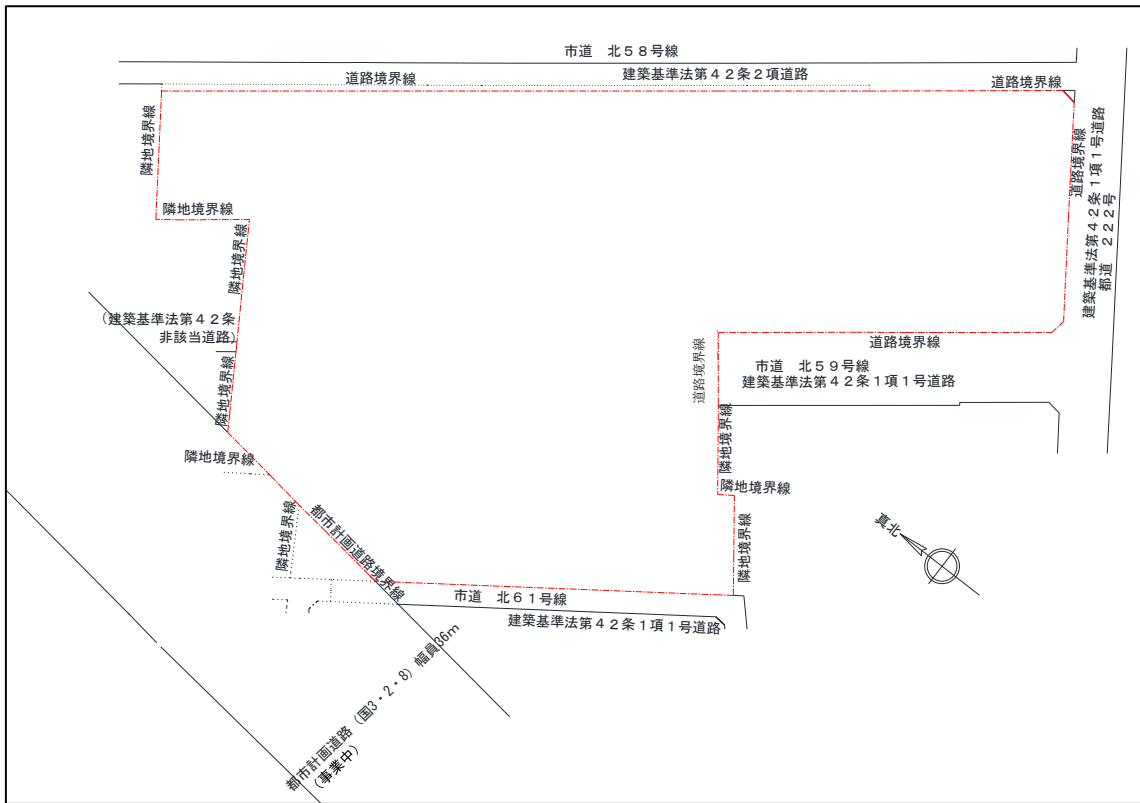 市道　北５８号線
道路境界線
建築基準法第４２条２項道路
道路境界線
隣地境界線
道路境界線
建築基準法第４２条１項１号道路
都道　２２２号
隣地境界線
隣地境界線
（建築基準法第４２条
非該当道路）
隣地境界線
道路境界線
道路境界線
市道　北５９号線
建築基準法第４２条１項１号道路
隣地境界線
隣地境界線
隣地境界線
隣地境界線
都市計画道路境界線
隣地境界線
隣地境界線
真北
市道　北６１号線
建築基準法第４２条１項１号道路
都市計画道路（国3・2・8）幅員36m
（事業中）